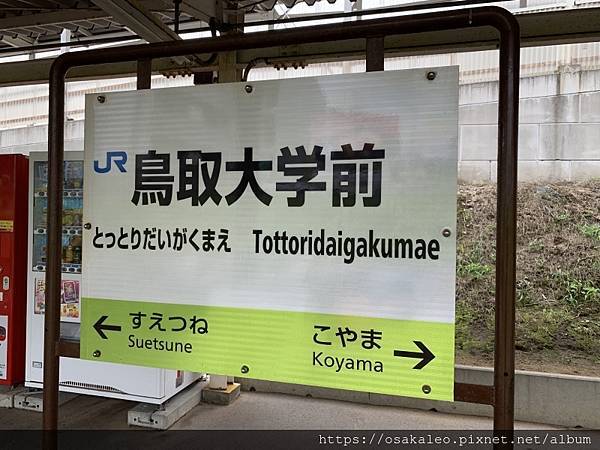 JR 鳥取大学前
とっとりだいがくまえ Tottoridaigakumae
← すえつね
Suetsune
こやま →
Koyama
https://osakaleo.pixnet.net/album